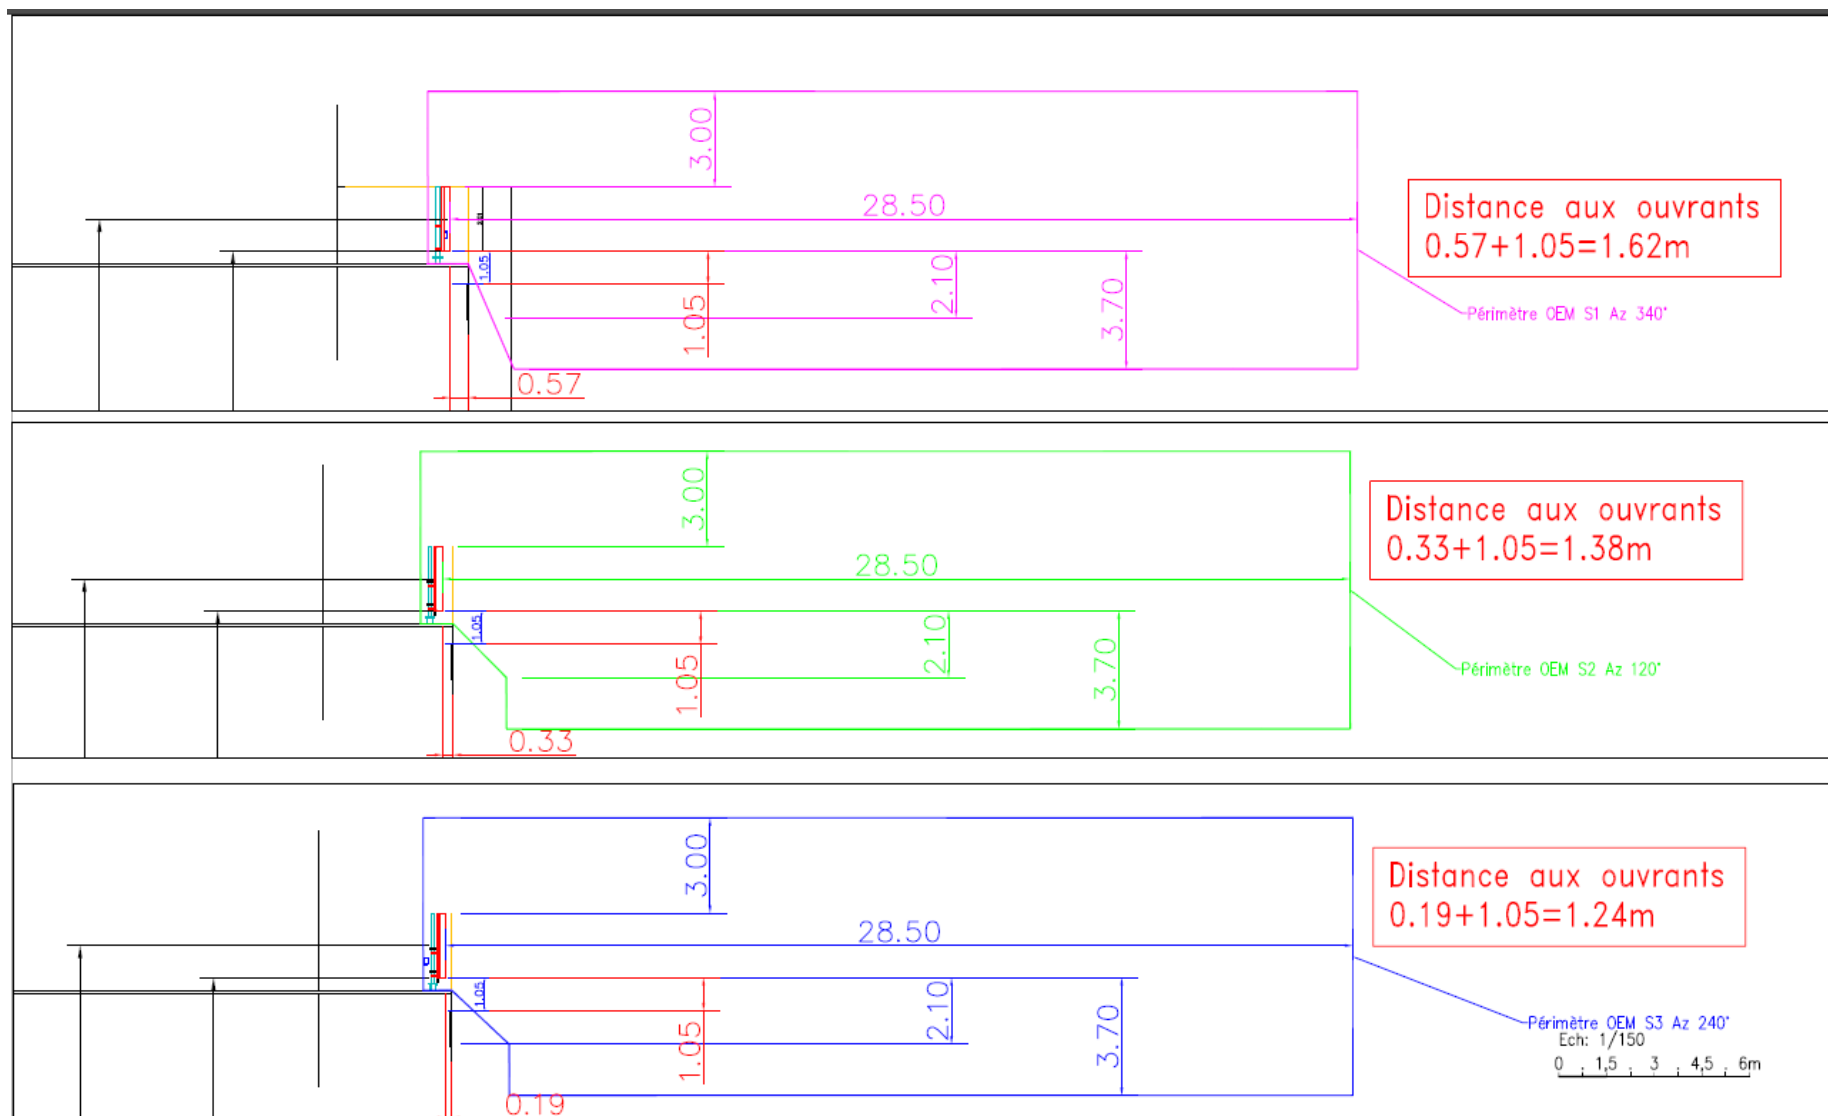 3.00
28.50
Distance aux ouvrants
0.57+1.05=1.62m
1.05
1.05
2.10
3.70
Périmètre OEM S1 Az 340°
0.57
3.00
28.50
Distance aux ouvrants
0.33+1.05=1.38m
1.05
1.05
2.10
3.70
Périmètre OEM S2 Az 120°
0.33
3.00
28.50
Distance aux ouvrants
0.19+1.05=1.24m
1.05
1.05
2.10
3.70
Périmètre OEM S3 Az 240°
Ech: 1/150
0 1,5 3 4,5 6m
0.19